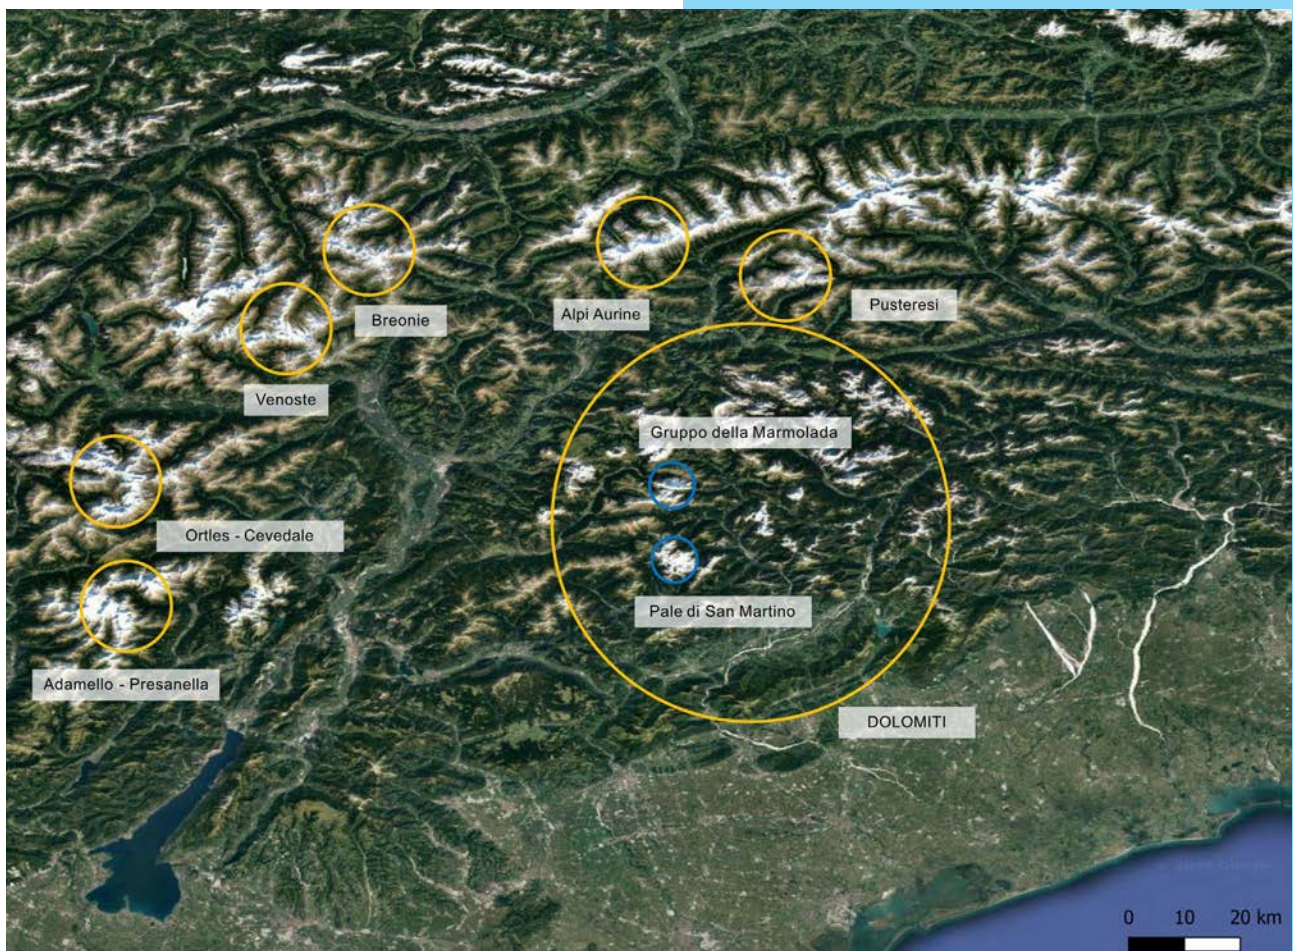 Alpi Aurine
Pusteresi
Breonie
Venoste
Gruppo della Marmolada
Ortles - Cevedale
Pale di San Martino
Adamello - Presanella
DOLOMITI
0 10 20 km